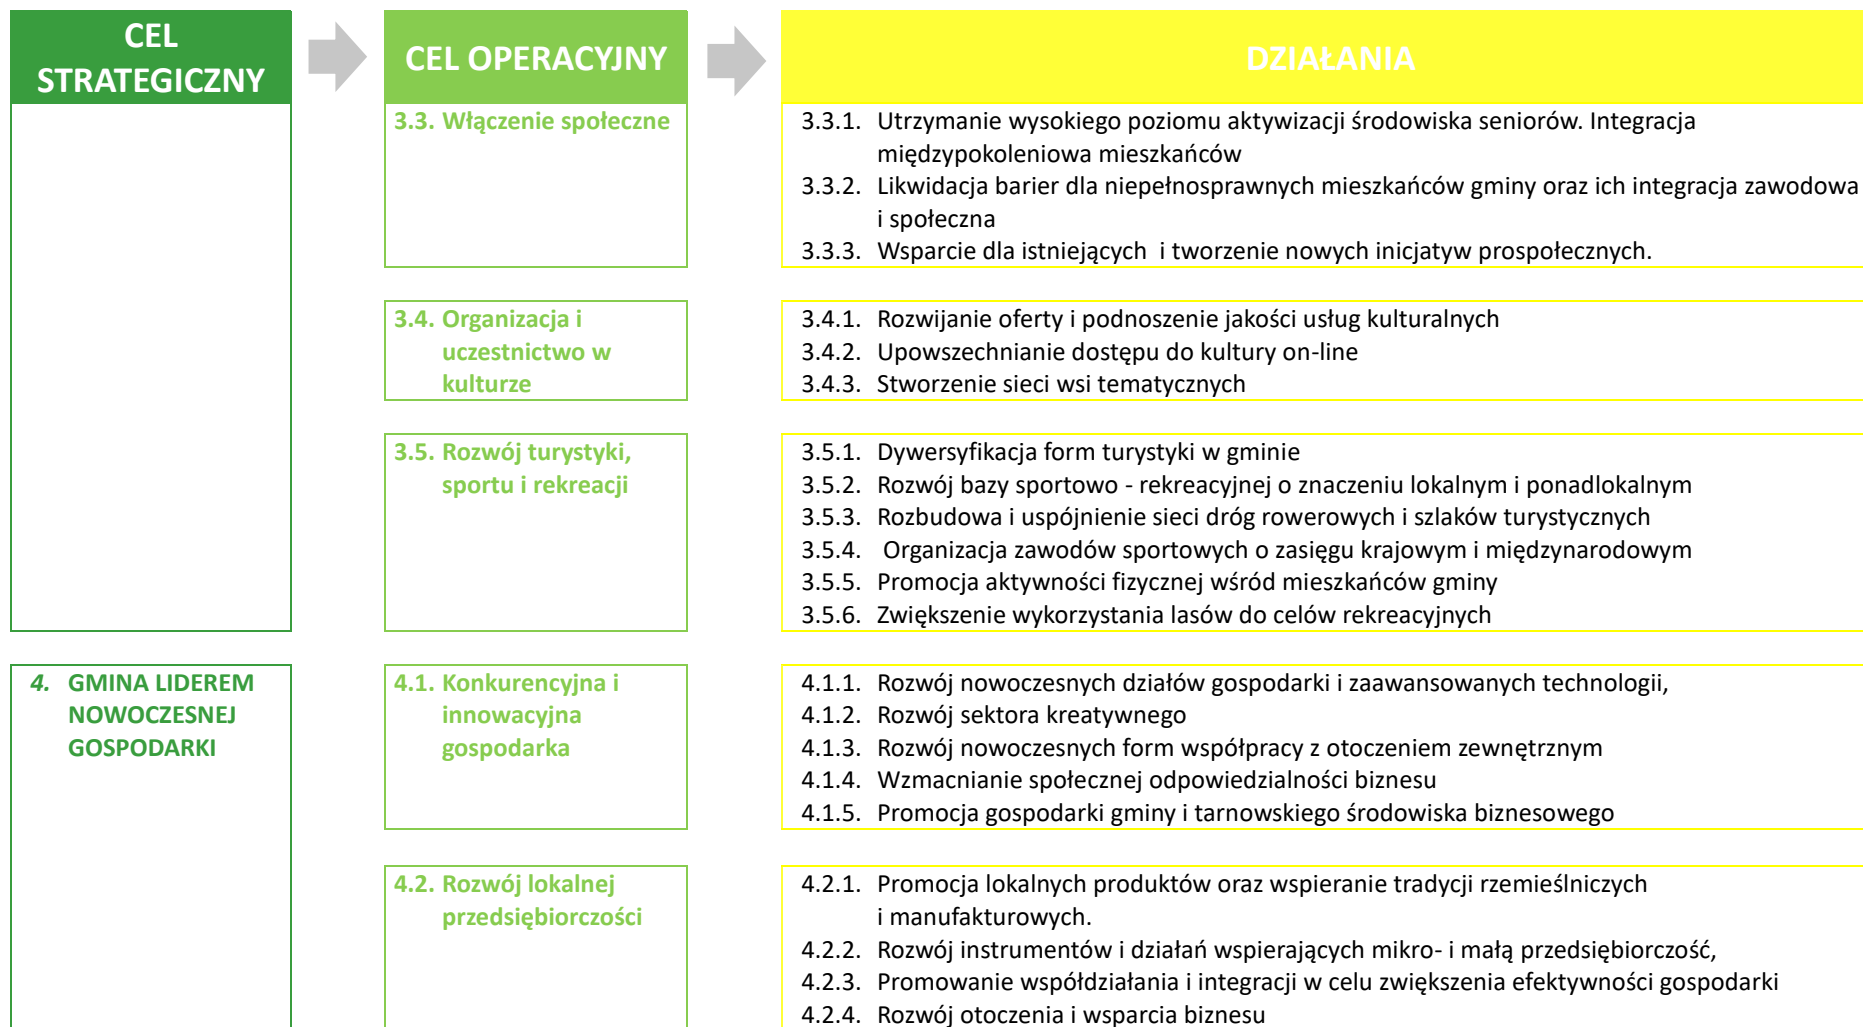 CEL
STRATEGICZNY
CEL OPERACYJNY
DZIAŁANIA
3.3. Włączenie społeczne
3.3.1. Utrzymanie wysokiego poziomu aktywizacji środowiska seniorów. Integracja
międzypokoleniowa mieszkańców
3.3.2. Likwidacja barier dla niepełnosprawnych mieszkańców gminy oraz ich integracja zawodowa
i społeczna
3.3.3. Wsparcie dla istniejących i tworzenie nowych inicjatyw prospołecznych.
3.4. Organizacja i
uczestnictwo w
kulturze
3.4.1. Rozwijanie oferty i podnoszenie jakości usług kulturalnych
3.4.2. Upowszechnianie dostępu do kultury on-line
3.4.3. Stworzenie sieci wsi tematycznych
3.5. Rozwój turystyki,
sportu i rekreacji
3.5.1. Dywersyfikacja form turystyki w gminie
3.5.2. Rozwój bazy sportowo - rekreacyjnej o znaczeniu lokalnym i ponadlokalnym
3.5.3. Rozbudowa i uspójnienie sieci dróg rowerowych i szlaków turystycznych
3.5.4. Organizacja zawodów sportowych o zasięgu krajowym i międzynarodowym
3.5.5. Promocja aktywności fizycznej wśród mieszkańców gminy
3.5.6. Zwiększenie wykorzystania lasów do celów rekreacyjnych
4. GMINA LIDEREM
NOWOCZESNEJ
GOSPODARKI
4.1. Konkurencyjna i
innowacyjna
gospodarka
4.1.1. Rozwój nowoczesnych działów gospodarki i zaawansowanych technologii,
4.1.2. Rozwój sektora kreatywnego
4.1.3. Rozwój nowoczesnych form współpracy z otoczeniem zewnętrznym
4.1.4. Wzmacnianie społecznej odpowiedzialności biznesu
4.1.5. Promocja gospodarki gminy i tarnowskiego środowiska biznesowego
4.2. Rozwój lokalnej
przedsiębiorczości
4.2.1. Promocja lokalnych produktów oraz wspieranie tradycji rzemieślniczych
i manufakturowych.
4.2.2. Rozwój instrumentów i działań wspierających mikro- i małą przedsiębiorczość,
4.2.3. Promowanie współdziałania i integracji w celu zwiększenia efektywności gospodarki
4.2.4. Rozwój otoczenia i wsparcia biznesu